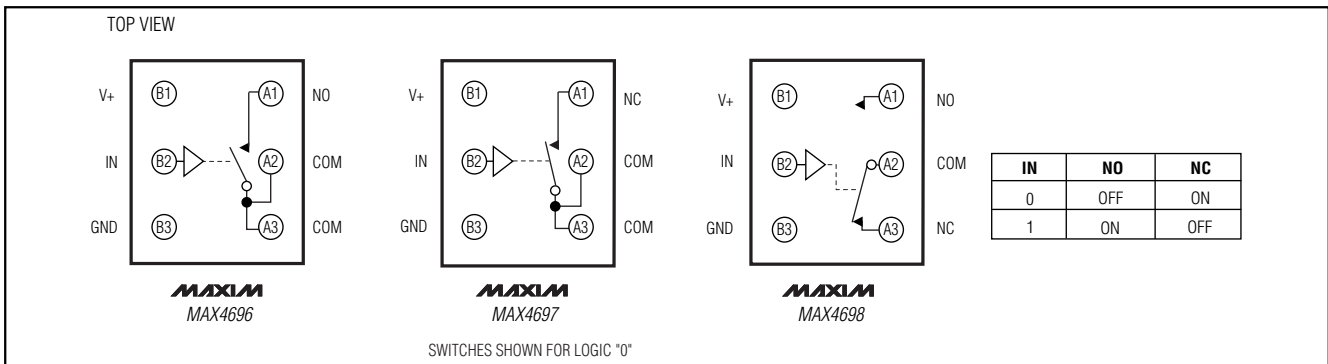 TOP VIEW
V+ B1 A1 NO
IN B2 A2 COM
GND B3 A3 COM
MAXIM
MAX4696
V+ B1 A1 NC
IN B2 A2 COM
GND B3 A3 COM
MAXIM
MAX4697
V+ B1 A1 NO
IN B2 A2 COM
GND B3 A3 NC
MAXIM
MAX4698
IN NO NC
0 OFF ON
1 ON OFF
SWITCHES SHOWN FOR LOGIC "0"